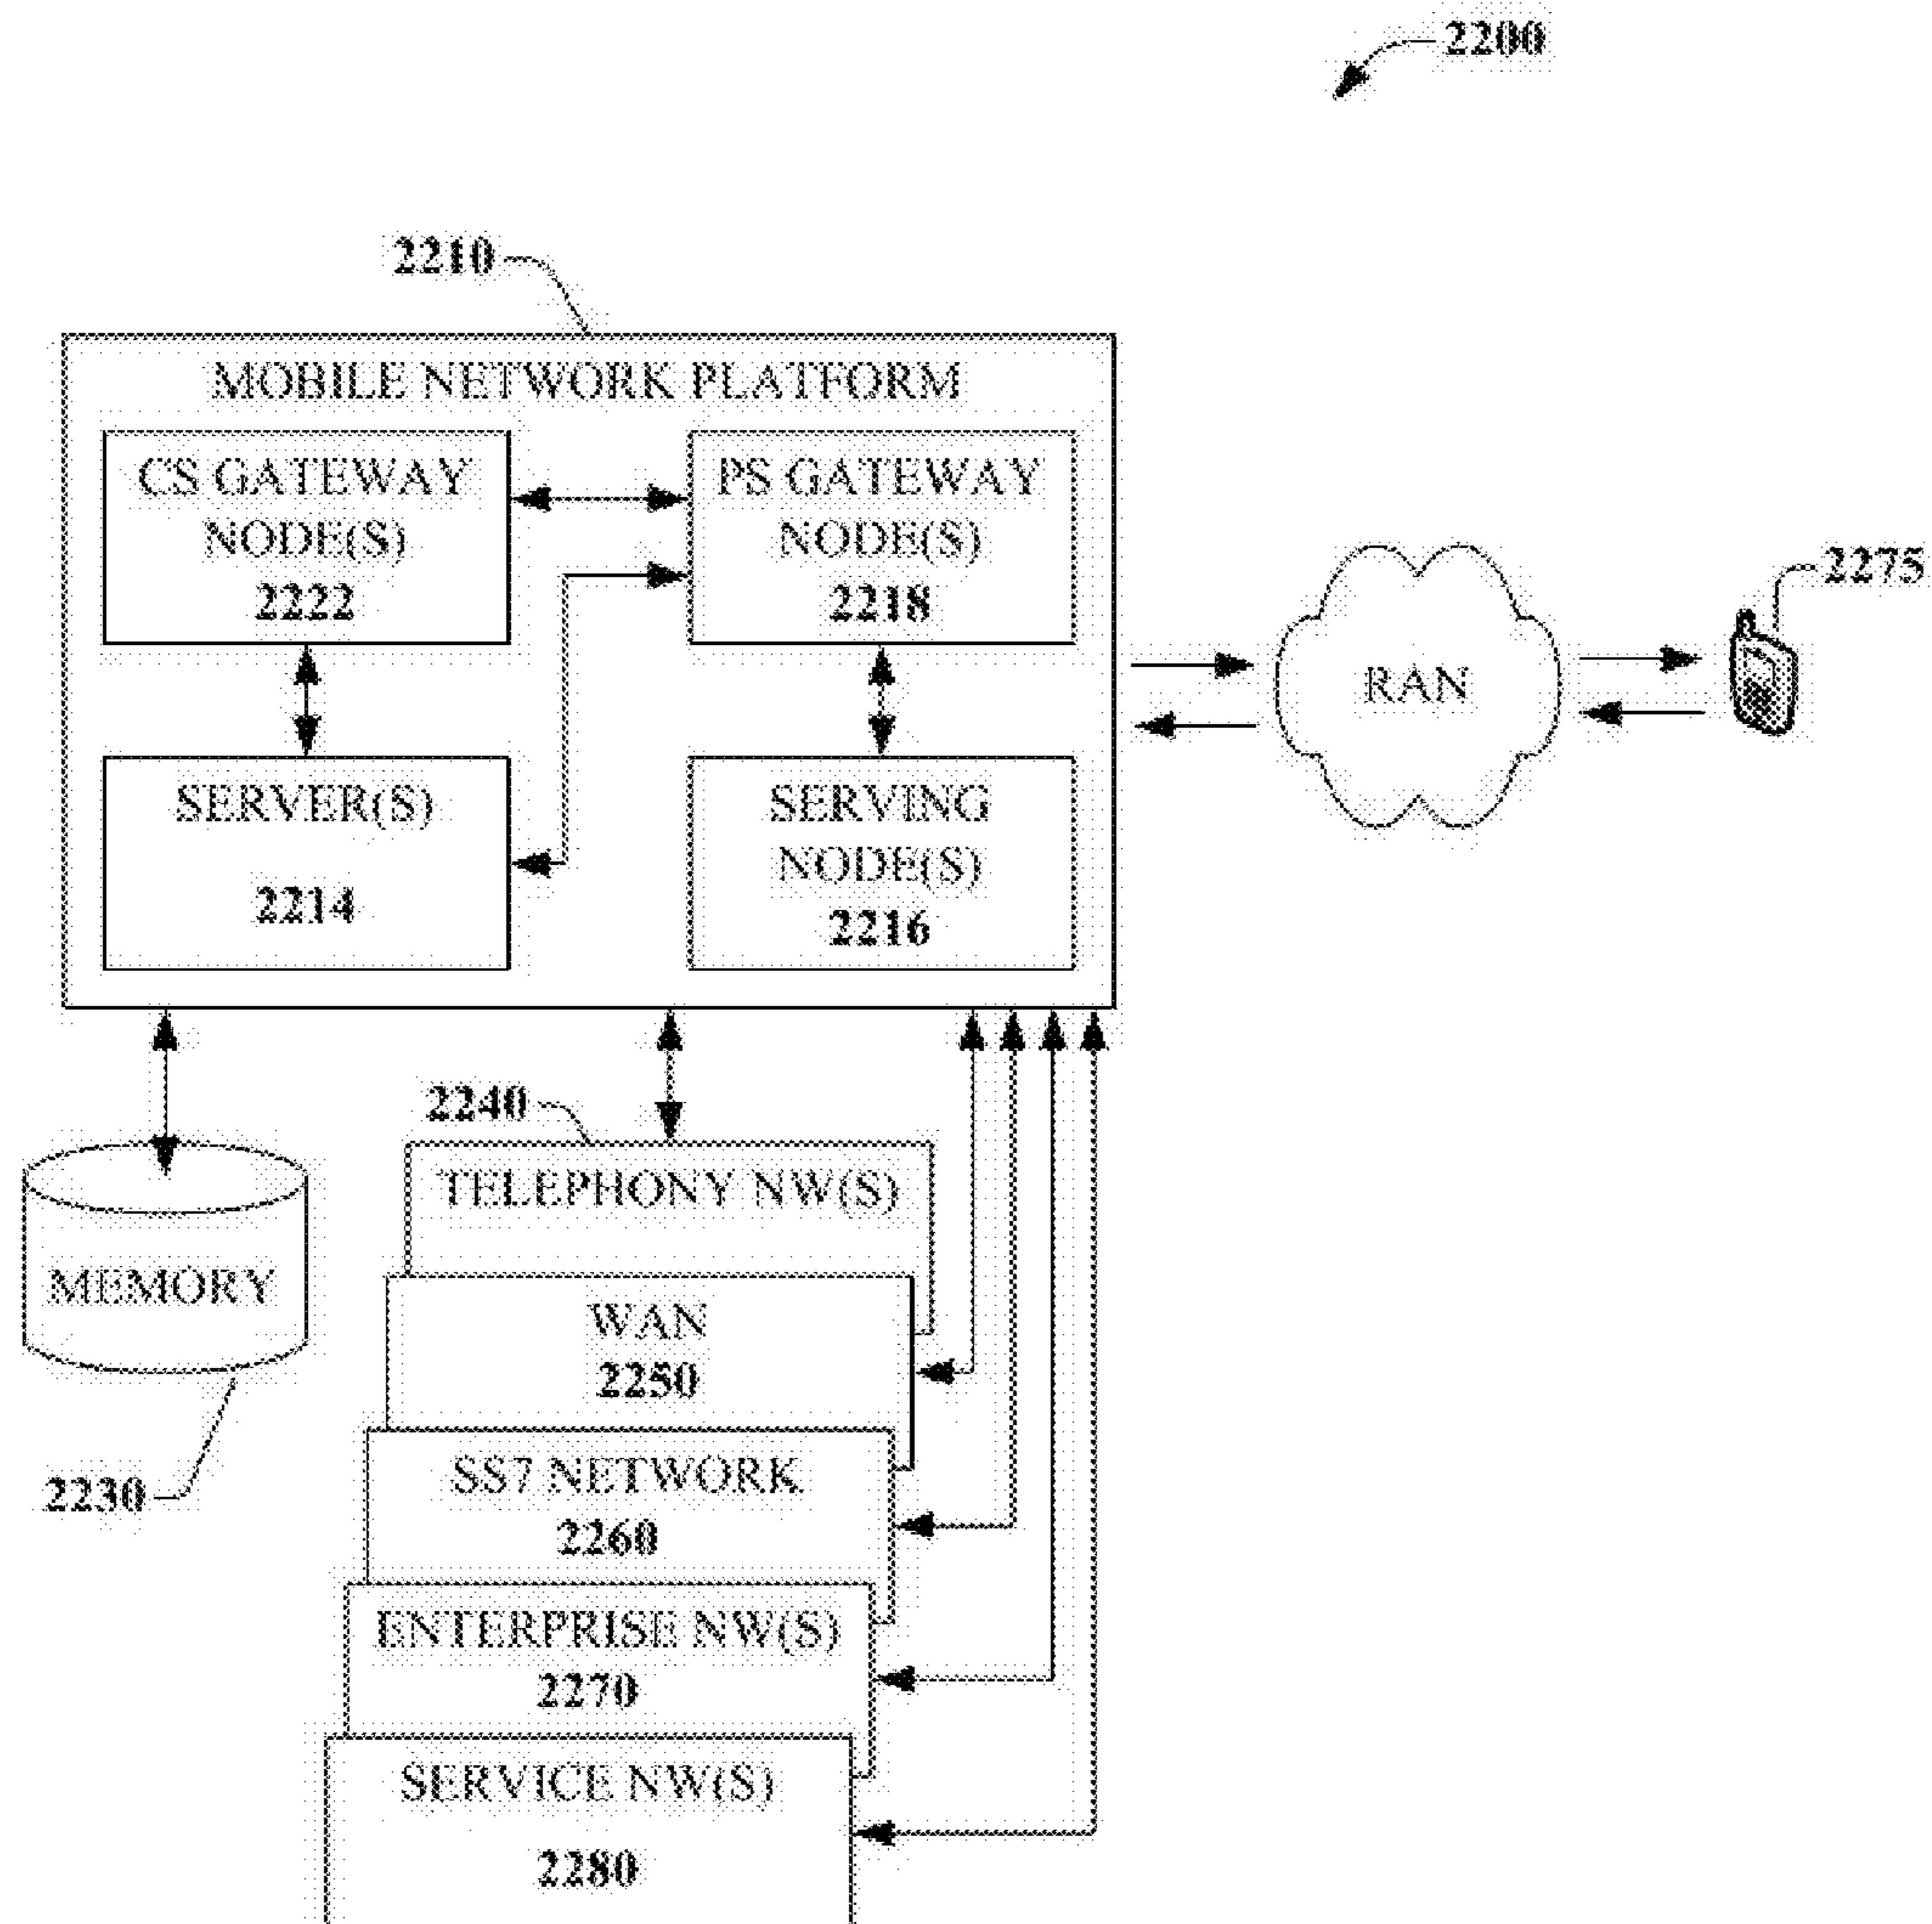 2200
2210
MOBILE NETWORK PLATFORM
CS GATEWAY
NODE(S)
2222
PS GATEWAY
NODE(S)
2218
2275
RAN
SERVER(S)
2214
SERVING
NODE(S)
2216
2240
TELEPHONY NW(S)
MEMORY
WAN
2250
SS7 NETWORK
2260
2230
ENTERPRISE NW(S)
2270
SERVICE NW(S)
2280